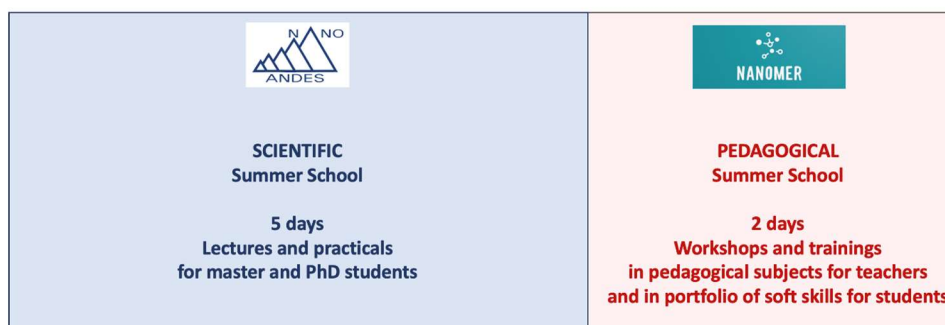 N NO
ANDES
SCIENTIFIC
Summer School
5 days
Lectures and practicals
for master and PhD students
NANOMER
PEDAGOGICAL
Summer School
2 days
Workshops and trainings
in pedagogical subjects for teachers
and in portfolio of soft skills for students